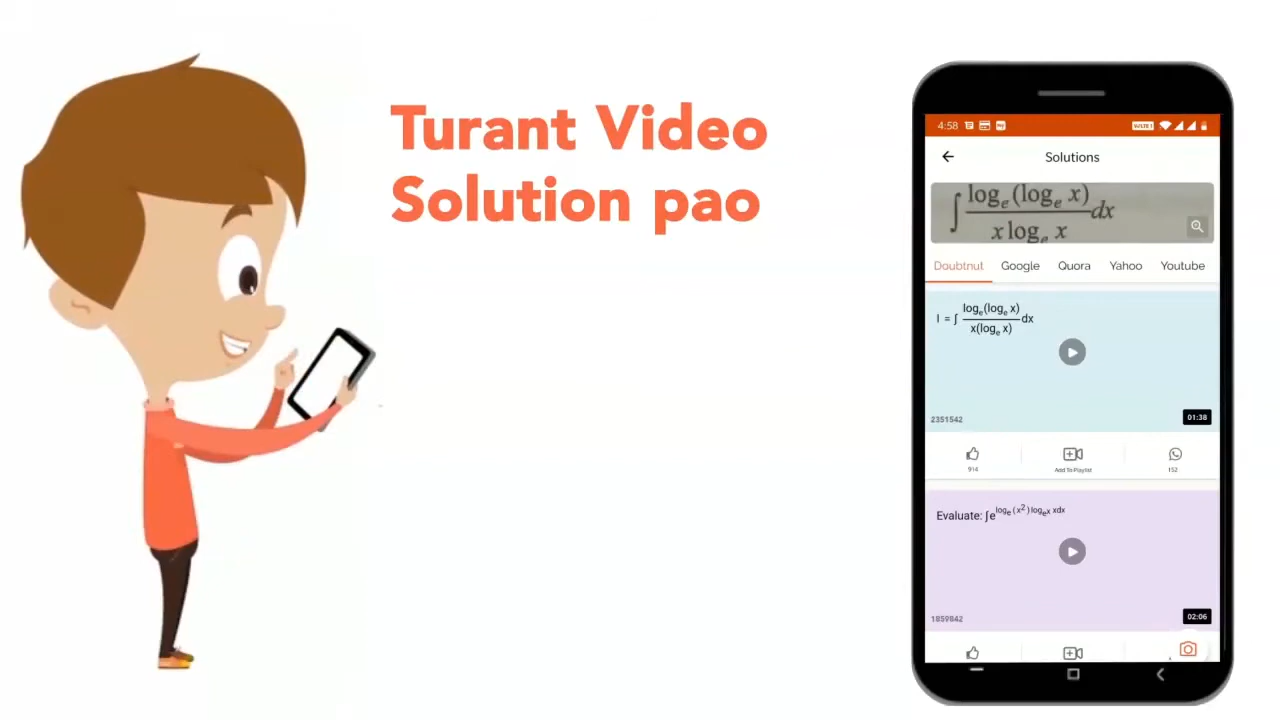 Turant Video
Solution pao
4:58
Solutions
∫ logₑ(logₑ x) / x logₑ x dx
Doubtnut Google Quora Yahoo Youtube
I = ∫ logₑ(logₑ x) / x(logₑ x) dx
2351542 01:38
914 Add To Playlist 152
Evaluate: ∫e^logₑ(x²) logₑx xdx
1859842 02:06